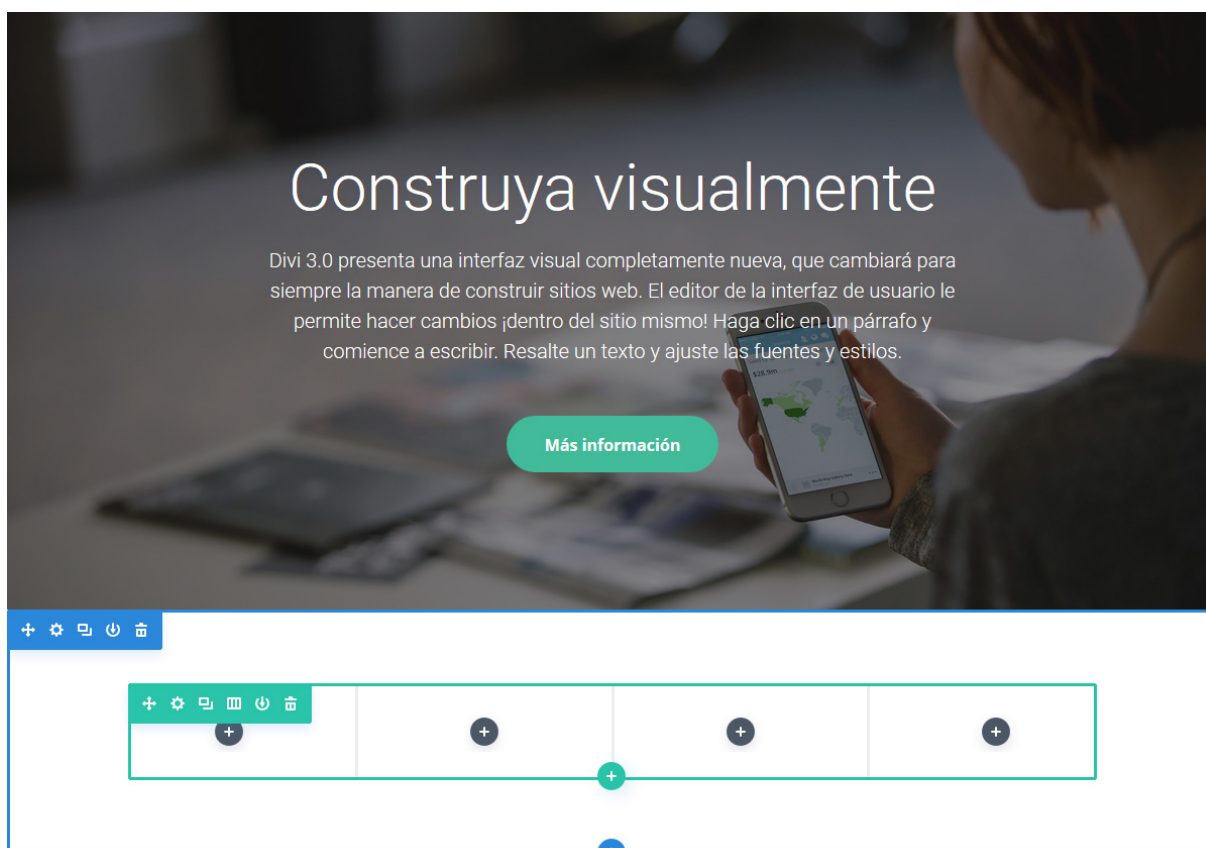 Construya visualmente
Divi 3.0 presenta una interfaz visual completamente nueva, que cambiará para
siempre la manera de construir sitios web. El editor de la interfaz de usuario le
permite hacer cambios ¡dentro del sitio mismo! Haga clic en un párrafo y
comience a escribir. Resalte un texto y ajuste las fuentes y estilos.
$28.9m
Más información